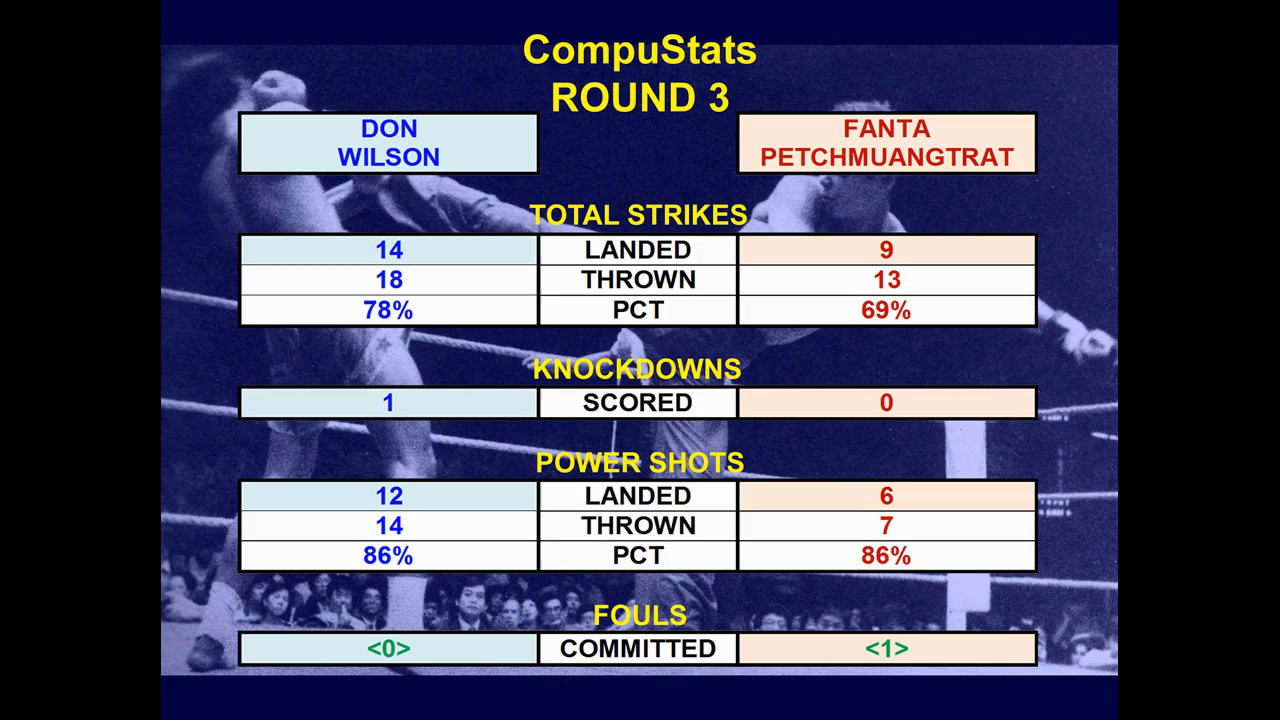 CompuStats
ROUND 3
DON
WILSON
FANTA
PETCHMUANGTRAT
TOTAL STRIKES
14 LANDED 9
18 THROWN 13
78% PCT 69%
KNOCKDOWNS
1 SCORED 0
POWER SHOTS
12 LANDED 6
14 THROWN 7
86% PCT 86%
FOULS
<0> COMMITTED <1>